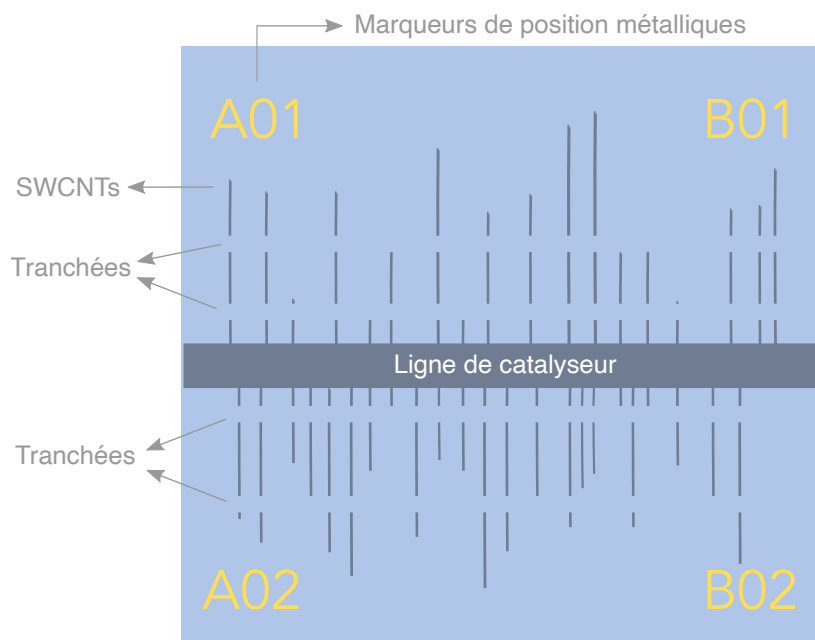 Marqueurs de position métalliques
A01
B01
SWCNTs
Tranchées
Ligne de catalyseur
Tranchées
A02
B02